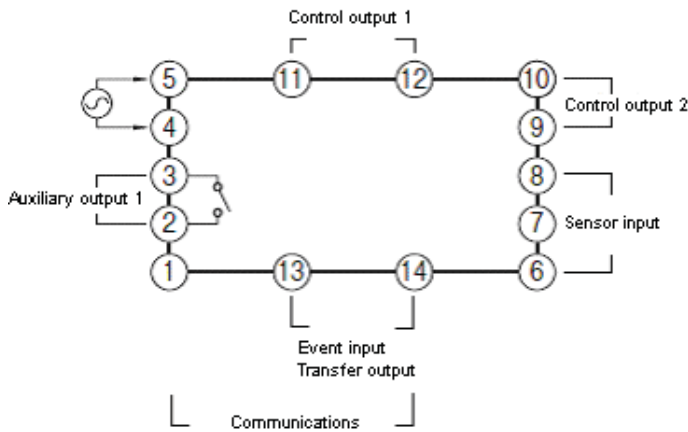 Control output 1
5 11 12 10
Control output 2
4 9
3 8
Auxiliary output 1
2 7 Sensor input
1 13 14 6
Event input
Transfer output
Communications